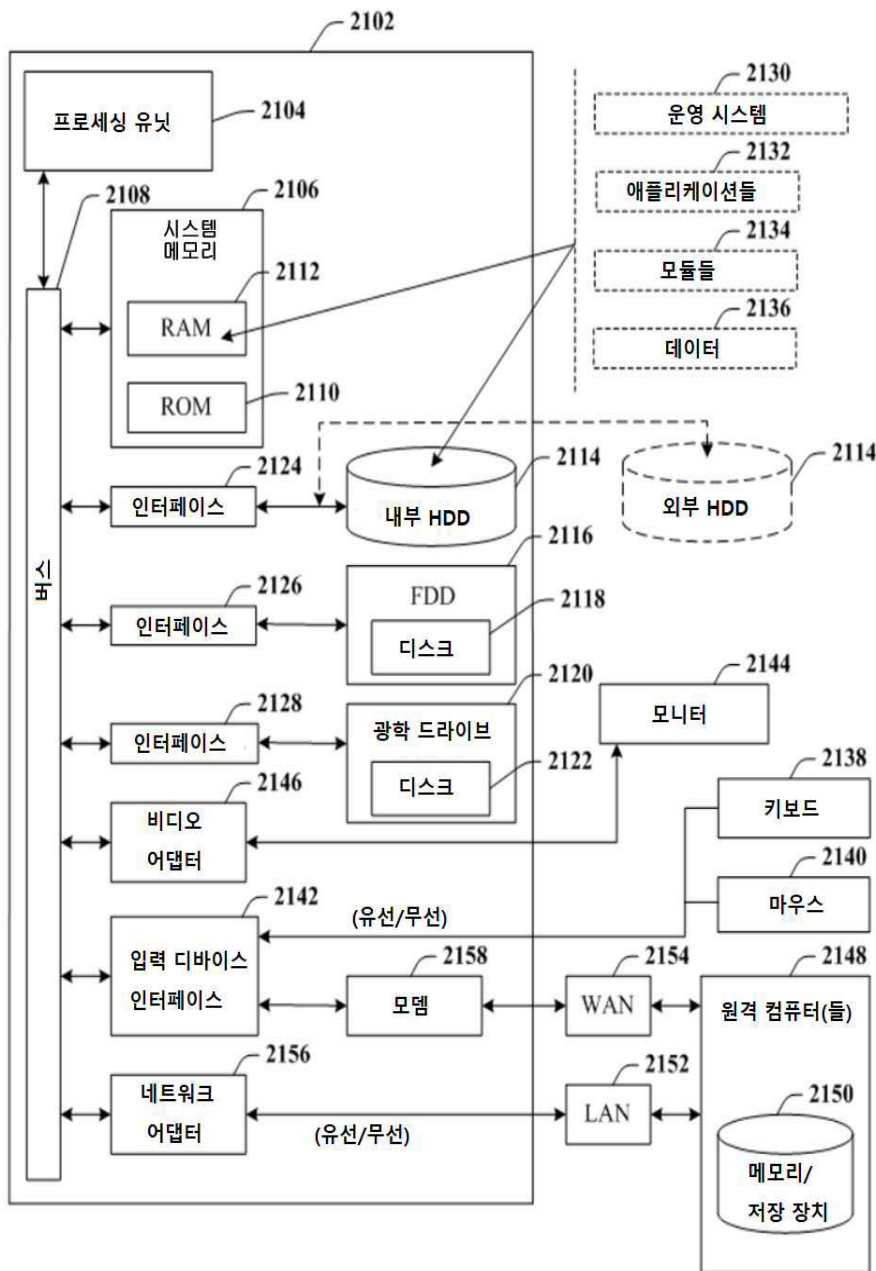 2102
프로세싱 유닛
2104
2130
운영 시스템
2132
애플리케이션들
2134
모듈들
2136
데이터
2108
2106
시스템
메모리
2112
RAM
2110
ROM
버스
2124
인터페이스
2114
내부 HDD
2114
외부 HDD
2116
FDD
2126
인터페이스
2118
디스크
2120
광학 드라이브
2128
인터페이스
2122
디스크
2144
모니터
2146
비디오
어댑터
2138
키보드
2140
마우스
2142
입력 디바이스
인터페이스
(유선/무선)
2158
모뎀
2154
WAN
2148
원격 컴퓨터(들)
2156
네트워크
어댑터
(유선/무선)
2152
LAN
2150
메모리/
저장 장치